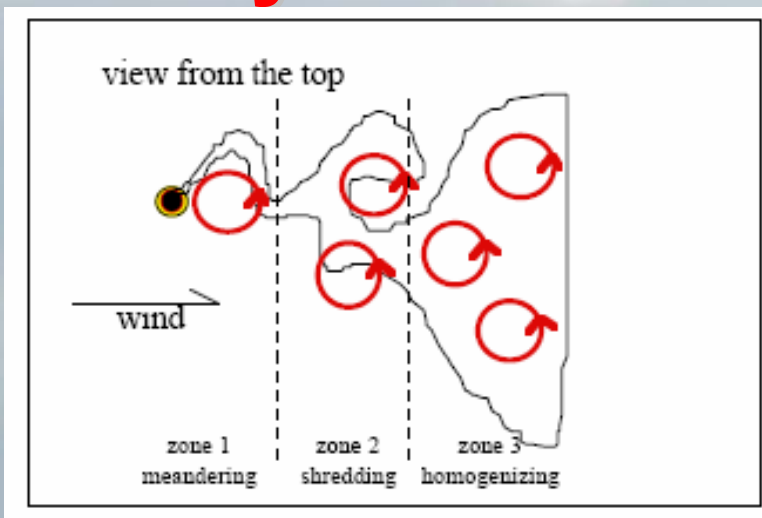 view from the top
wind
zone 1
meandering
zone 2
shredding
zone 3
homogenizing